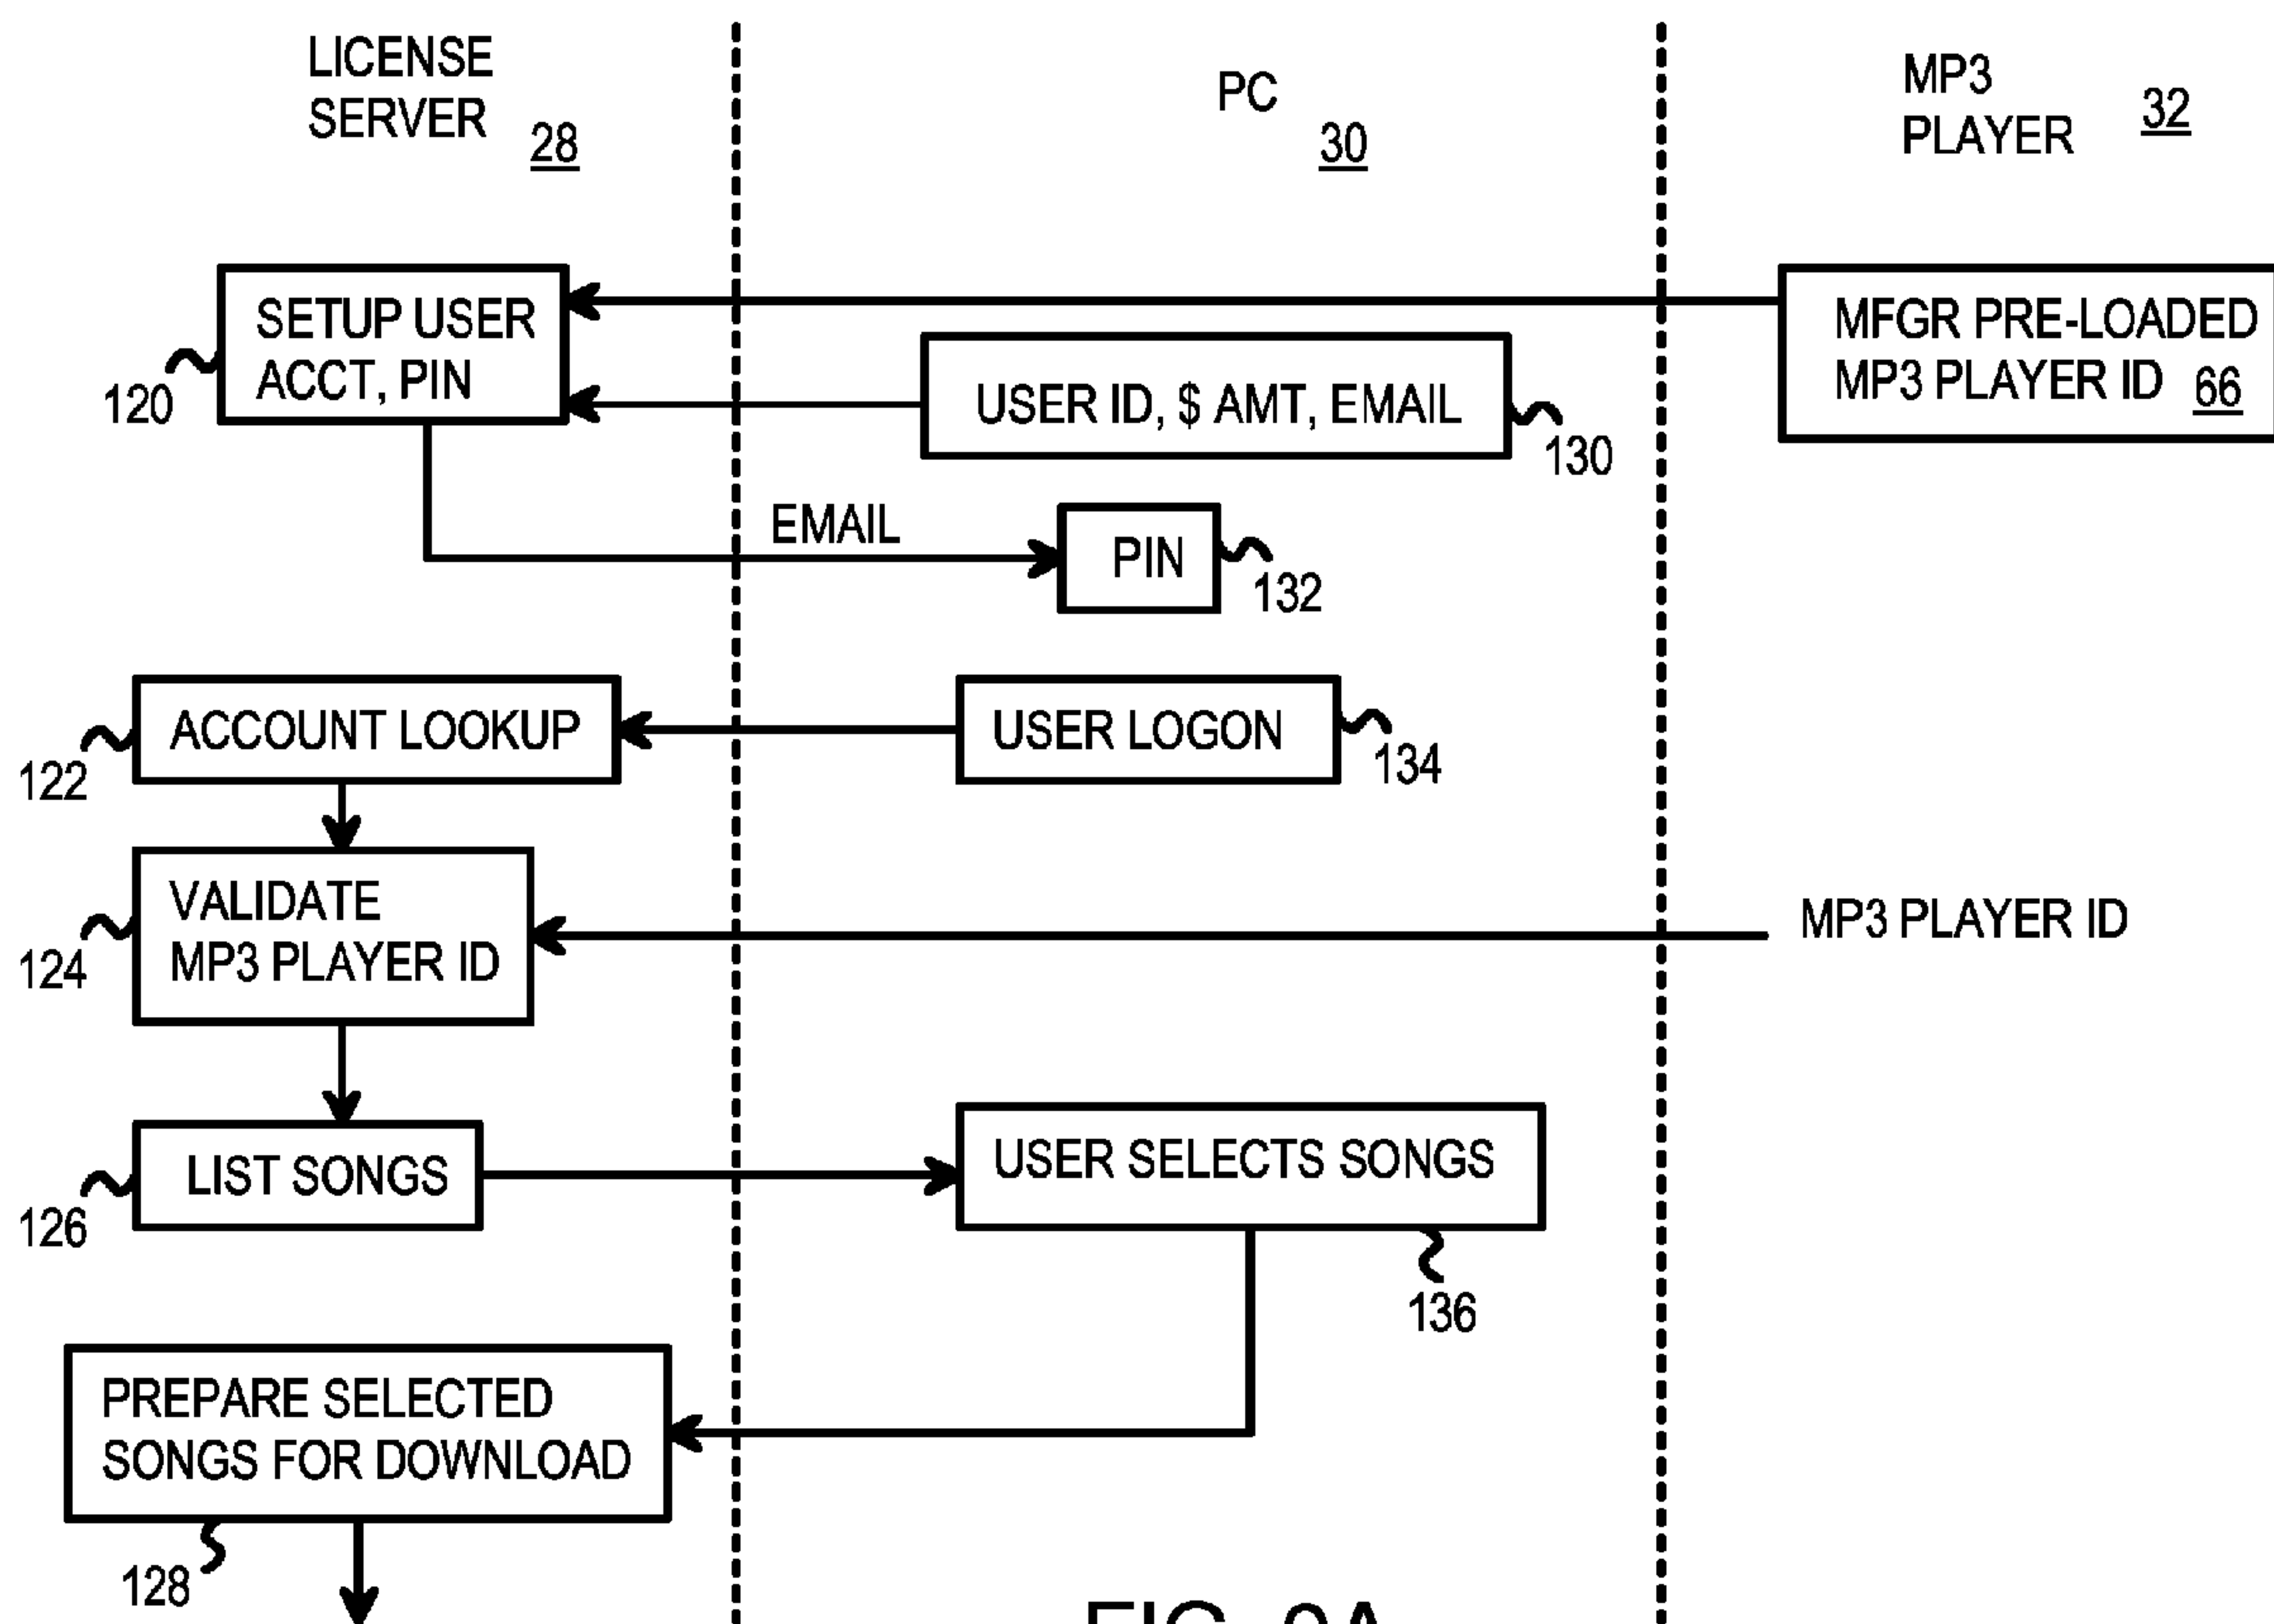 LICENSE
SERVER 28
PC
30
MP3
PLAYER 32
SETUP USER
ACCT, PIN
120
USER ID, $ AMT, EMAIL
130
MFGR PRE-LOADED
MP3 PLAYER ID 66
EMAIL
PIN
132
ACCOUNT LOOKUP
122
USER LOGON
134
VALIDATE
MP3 PLAYER ID
124
MP3 PLAYER ID
LIST SONGS
126
USER SELECTS SONGS
136
PREPARE SELECTED
SONGS FOR DOWNLOAD
128
FIG.